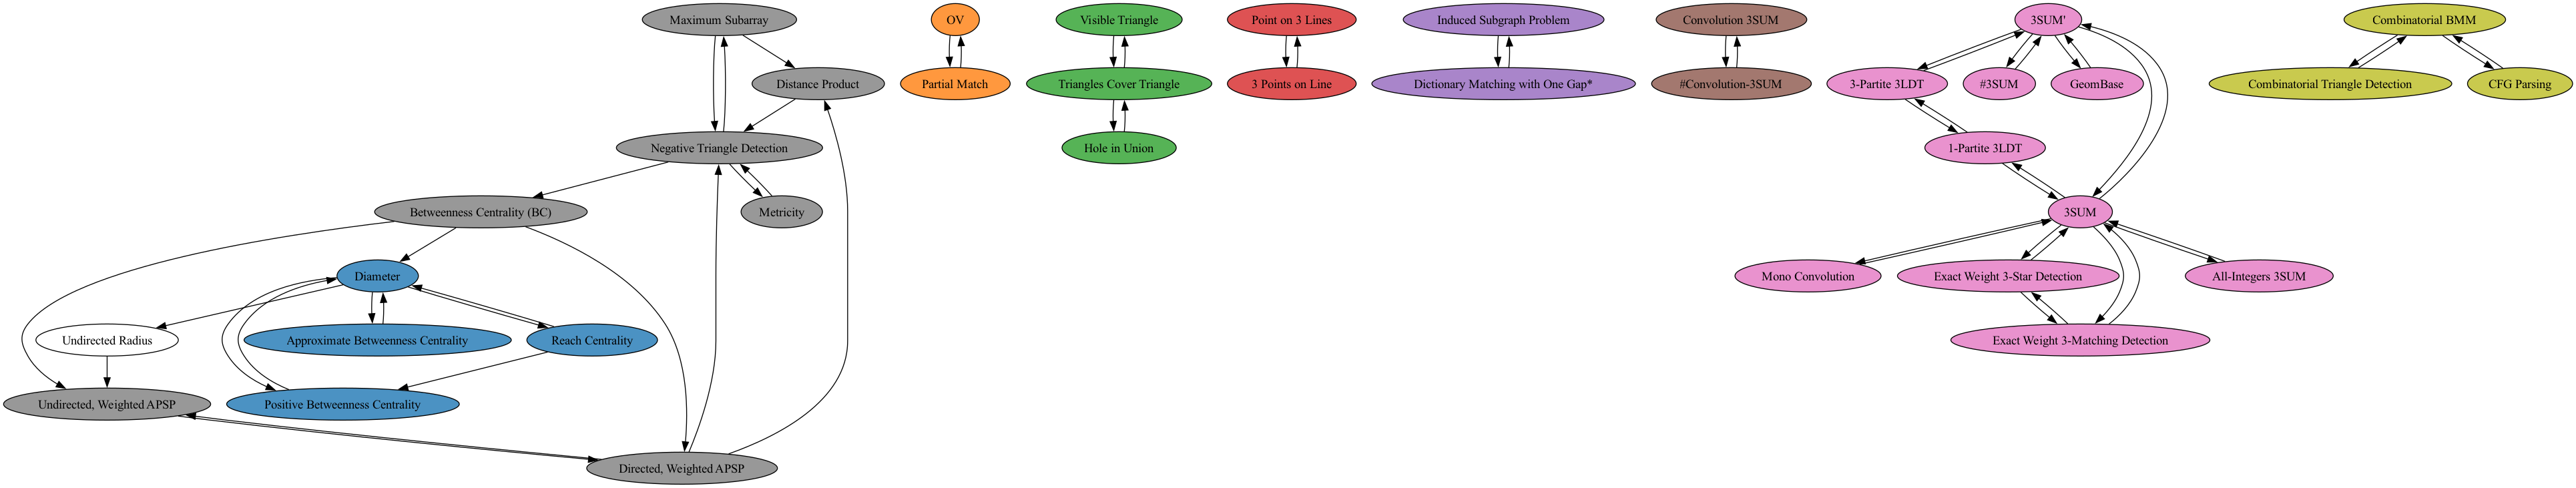 Maximum Subarray
OV
Visible Triangle
Point on 3 Lines
Induced Subgraph Problem
Convolution 3SUM
3SUM'
Combinatorial BMM
Distance Product
Partial Match
Triangles Cover Triangle
3 Points on Line
Dictionary Matching with One Gap*
#Convolution-3SUM
3-Partite 3LDT
#3SUM
GeomBase
Combinatorial Triangle Detection
CFG Parsing
Negative Triangle Detection
Hole in Union
1-Partite 3LDT
Betweenness Centrality (BC)
Metricity
3SUM
Diameter
Mono Convolution
Exact Weight 3-Star Detection
All-Integers 3SUM
Undirected Radius
Approximate Betweenness Centrality
Reach Centrality
Exact Weight 3-Matching Detection
Undirected, Weighted APSP
Positive Betweenness Centrality
Directed, Weighted APSP